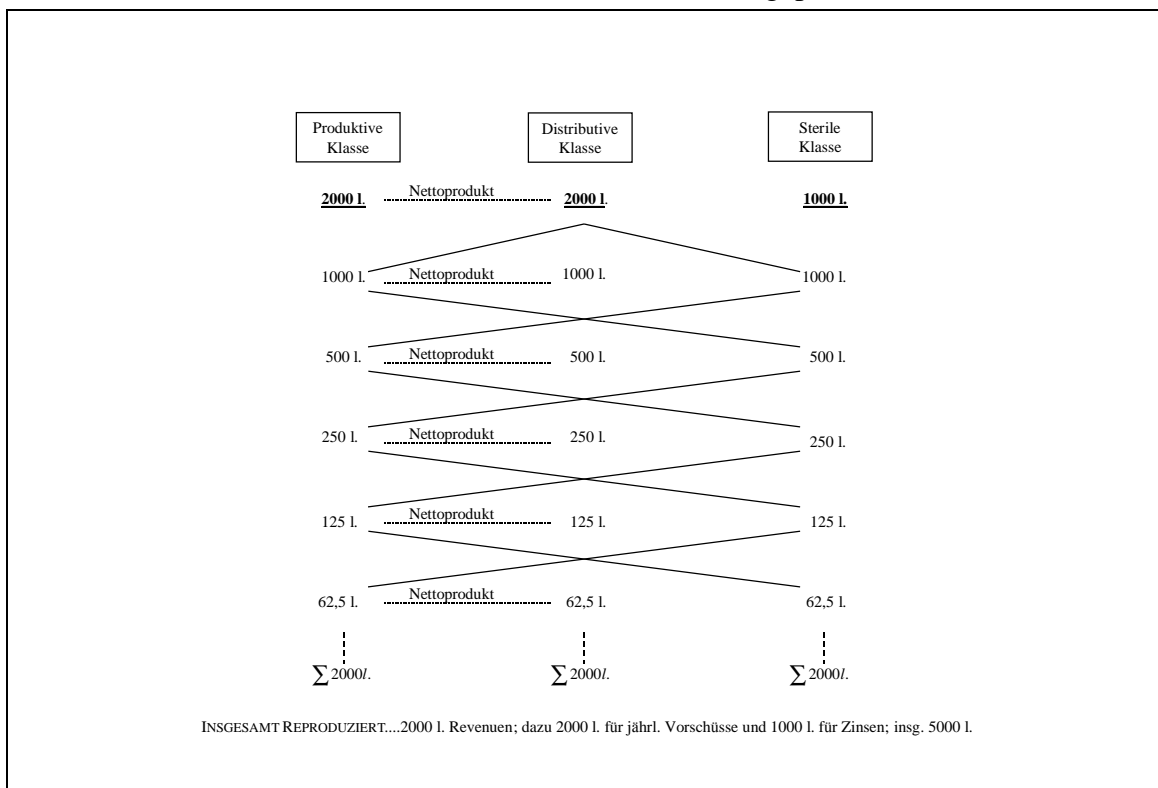 Produktive
Klasse
Distributive
Klasse
Sterile
Klasse
2000 l. Nettoprodukt 2000 l. 1000 l.
1000 l. Nettoprodukt 1000 l. 1000 l.
500 l. Nettoprodukt 500 l. 500 l.
250 l. Nettoprodukt 250 l. 250 l.
125 l. Nettoprodukt 125 l. 125 l.
62,5 l. Nettoprodukt 62,5 l. 62,5 l.
∑ 2000l. ∑ 2000l. ∑ 2000l.
INSGESAMT REPRODUZIERT....2000 l. Revenuen; dazu 2000 l. für jährl. Vorschüsse und 1000 l. für Zinsen; insg. 5000 l.